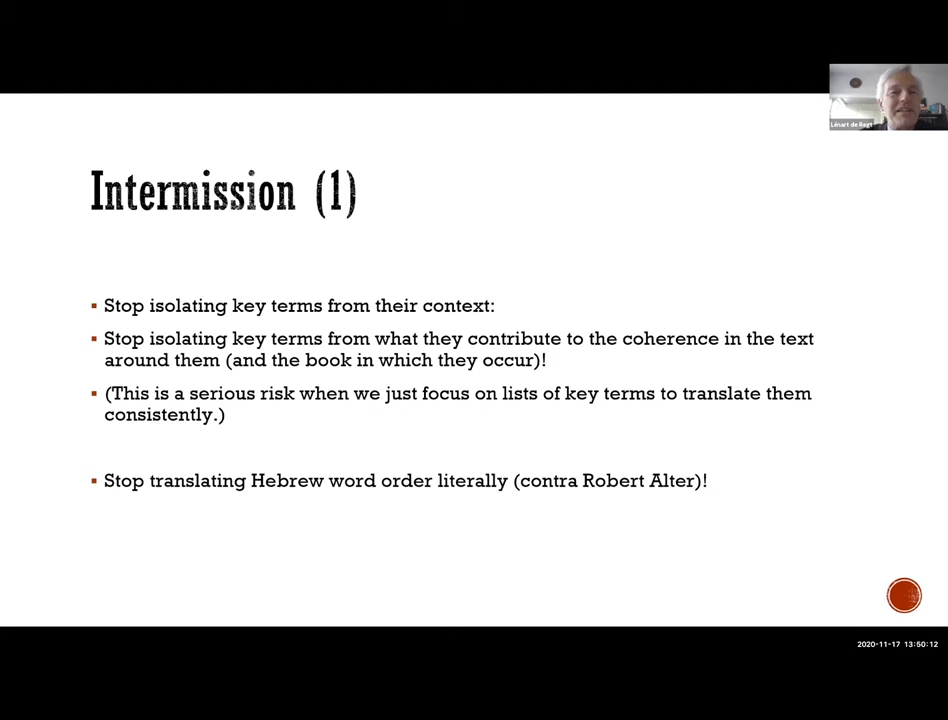 Lénart de Regt
Intermission (1)
▪ Stop isolating key terms from their context:
▪ Stop isolating key terms from what they contribute to the coherence in the text
around them (and the book in which they occur)!
▪ (This is a serious risk when we just focus on lists of key terms to translate them
consistently.)
▪ Stop translating Hebrew word order literally (contra Robert Alter)!
2020-11-17 13:50:12